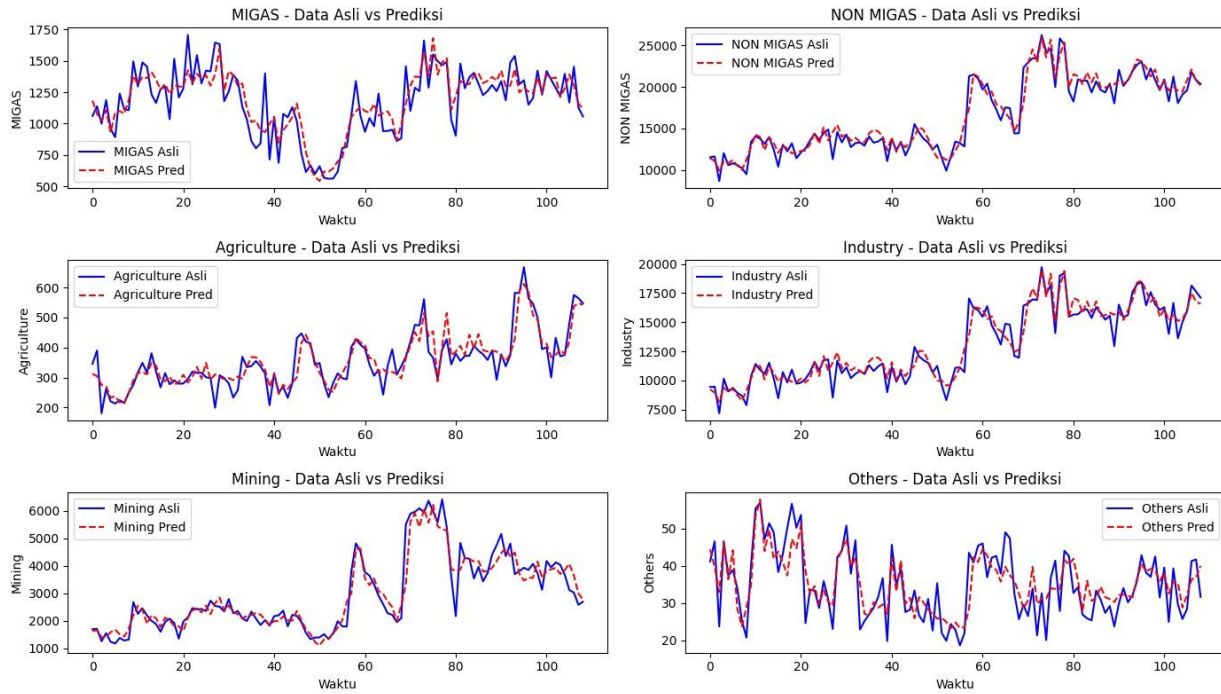 MIGAS - Data Asli vs Prediksi
MIGAS
1750
1500
1250
1000
750
500
MIGAS Asli
MIGAS Pred
0 20 40 60 80 100
Waktu
NON MIGAS - Data Asli vs Prediksi
NON MIGAS
25000
20000
15000
10000
NON MIGAS Asli
NON MIGAS Pred
0 20 40 60 80 100
Waktu
Agriculture - Data Asli vs Prediksi
Agriculture
600
500
400
300
200
Agriculture Asli
Agriculture Pred
0 20 40 60 80 100
Waktu
Industry - Data Asli vs Prediksi
Industry
20000
17500
15000
12500
10000
7500
Industry Asli
Industry Pred
0 20 40 60 80 100
Waktu
Mining - Data Asli vs Prediksi
Mining
6000
5000
4000
3000
2000
1000
Mining Asli
Mining Pred
0 20 40 60 80 100
Waktu
Others - Data Asli vs Prediksi
Others
50
40
30
20
Others Asli
Others Pred
0 20 40 60 80 100
Waktu